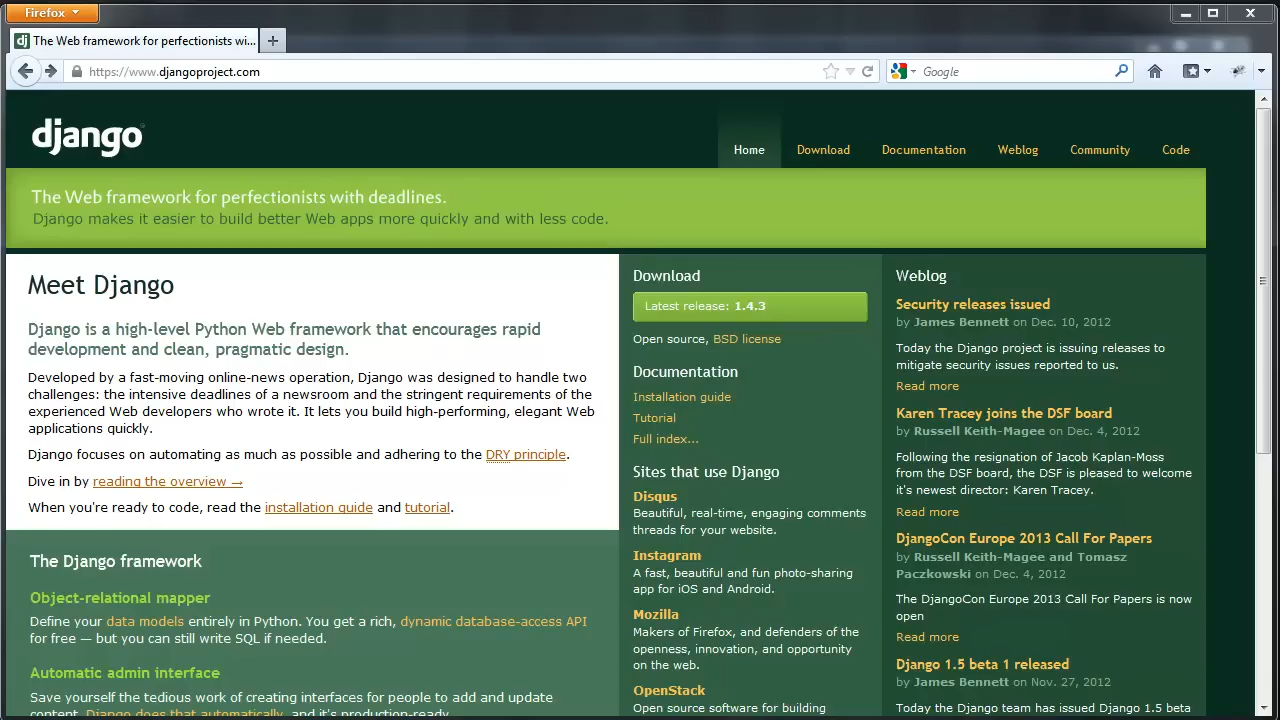 Firefox
The Web framework for perfectionists wi...
https://www.djangoproject.com
Google
django
Home
Download
Documentation
Weblog
Community
Code
The Web framework for perfectionists with deadlines.
Django makes it easier to build better Web apps more quickly and with less code.
Meet Django
Django is a high-level Python Web framework that encourages rapid
development and clean, pragmatic design.
Developed by a fast-moving online-news operation, Django was designed to handle two
challenges: the intensive deadlines of a newsroom and the stringent requirements of the
experienced Web developers who wrote it. It lets you build high-performing, elegant Web
applications quickly.
Django focuses on automating as much as possible and adhering to the DRY principle.
Dive in by reading the overview →
When you're ready to code, read the installation guide and tutorial.
The Django framework
Object-relational mapper
Define your data models entirely in Python. You get a rich, dynamic database-access API
for free — but you can still write SQL if needed.
Automatic admin interface
Save yourself the tedious work of creating interfaces for people to add and update
content. Django does that automatically, and it's production-ready.
Download
Latest release: 1.4.3
Open source, BSD license
Documentation
Installation guide
Tutorial
Full index...
Sites that use Django
Disqus
Beautiful, real-time, engaging comments
threads for your website.
Instagram
A fast, beautiful and fun photo-sharing
app for iOS and Android.
Mozilla
Makers of Firefox, and defenders of the
openness, innovation, and opportunity
on the web.
OpenStack
Open source software for building
Weblog
Security releases issued
by James Bennett on Dec. 10, 2012
Today the Django project is issuing releases to
mitigate security issues reported to us.
Read more
Karen Tracey joins the DSF board
by Russell Keith-Magee on Dec. 4, 2012
Following the resignation of Jacob Kaplan-Moss
from the DSF board, the DSF is pleased to welcome
it's newest director: Karen Tracey.
Read more
DjangoCon Europe 2013 Call For Papers
by Russell Keith-Magee and Tomasz
Paczkowski on Dec. 4, 2012
The DjangoCon Europe 2013 Call For Papers is now
open
Read more
Django 1.5 beta 1 released
by James Bennett on Nov. 27, 2012
Today the Django team has issued Django 1.5 beta